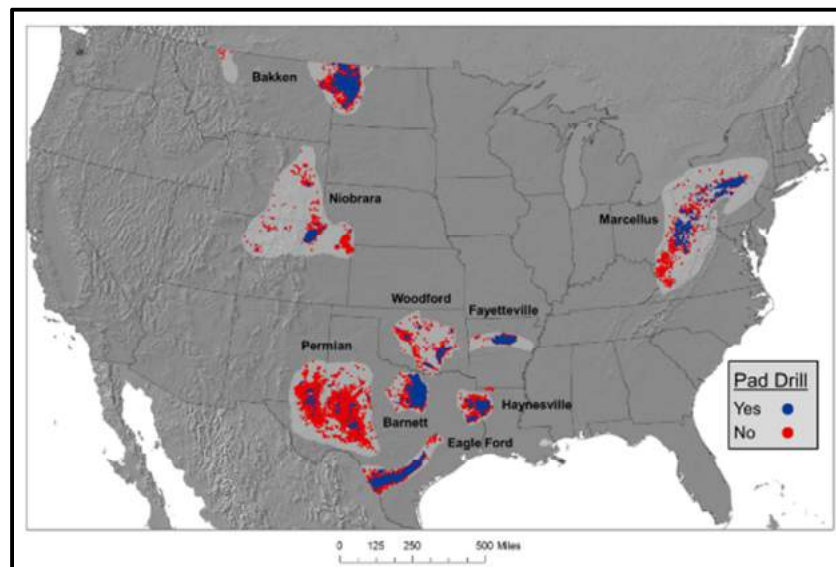 Bakken
Niobrara
Marcellus
Woodford
Fayetteville
Permian
Barnett
Haynesville
Eagle Ford
Pad Drill
Yes
No
0 125 250 500 Miles